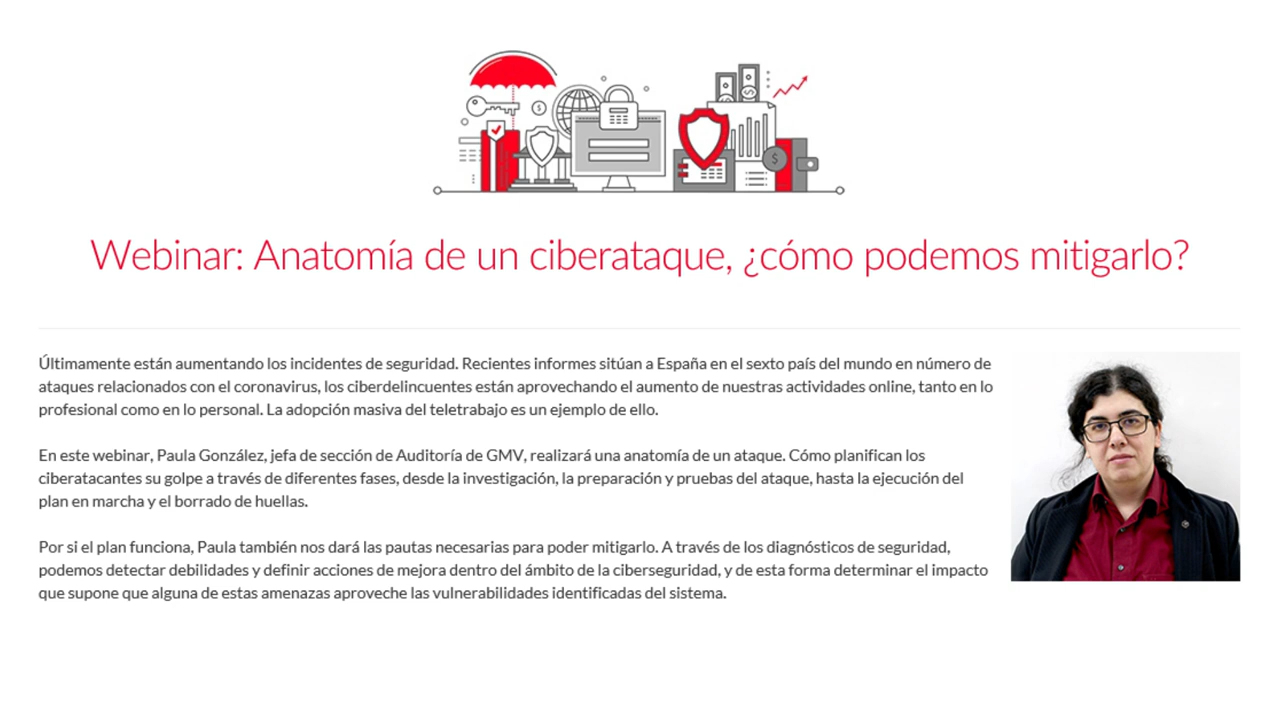 Webinar: Anatomía de un ciberataque, ¿cómo podemos mitigarlo?
Últimamente están aumentando los incidentes de seguridad. Recientes informes sitúan a España en el sexto país del mundo en número de
ataques relacionados con el coronavirus, los ciberdelincuentes están aprovechando el aumento de nuestras actividades online, tanto en lo
profesional como en lo personal. La adopción masiva del teletrabajo es un ejemplo de ello.
En este webinar, Paula González, jefa de sección de Auditoría de GMV, realizará una anatomía de un ataque. Cómo planifican los
ciberatacantes su golpe a través de diferentes fases, desde la investigación, la preparación y pruebas del ataque, hasta la ejecución del
plan en marcha y el borrado de huellas.
Por si el plan funciona, Paula también nos dará las pautas necesarias para poder mitigarlo. A través de los diagnósticos de seguridad,
podemos detectar debilidades y definir acciones de mejora dentro del ámbito de la ciberseguridad, y de esta forma determinar el impacto
que supone que alguna de estas amenazas aproveche las vulnerabilidades identificadas del sistema.